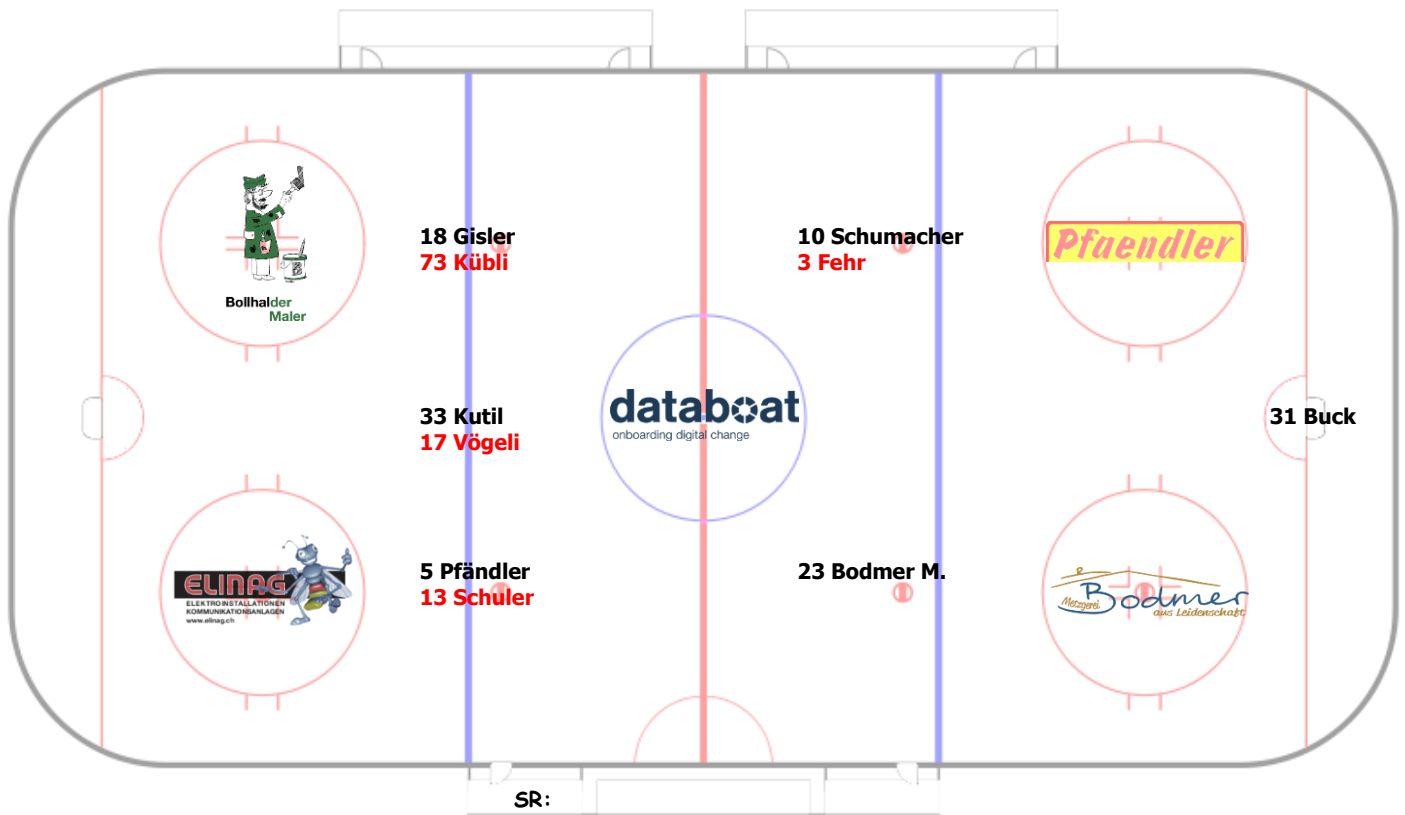 18 Gisler
73 Kübli
10 Schumacher
3 Fehr
Pfaendler
Bollhalder
Maler
33 Kutil
17 Vögeli
databoat
onboarding digital change
31 Buck
5 Pfändler
13 Schuler
23 Bodmer M.
ELINAG
ELEKTROINSTALLATIONEN
KOMMUNIKATIONSANLAGEN
www.elinag.ch
Metzgerei Bodmer
aus Leidenschaft
SR: